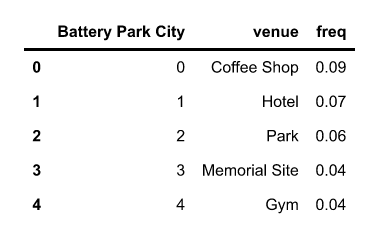 Battery Park City venue freq
0 0 Coffee Shop 0.09
1 1 Hotel 0.07
2 2 Park 0.06
3 3 Memorial Site 0.04
4 4 Gym 0.04